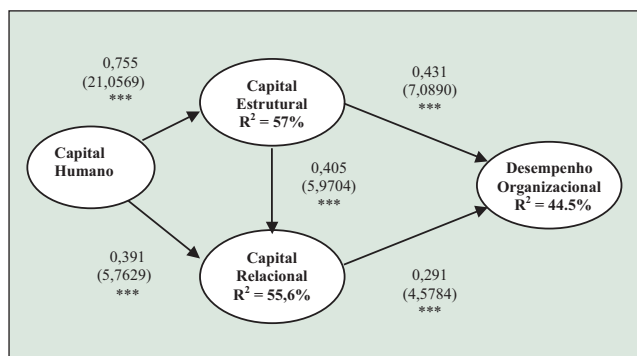 0,755
(21,0569)
***
Capital
Estrutural
R² = 57%
0,431
(7,0890)
***
Capital
Humano
0,405
(5,9704)
***
Desempenho
Organizacional
R² = 44.5%
0,391
(5,7629)
***
Capital
Relacional
R² = 55,6%
0,291
(4,5784)
***